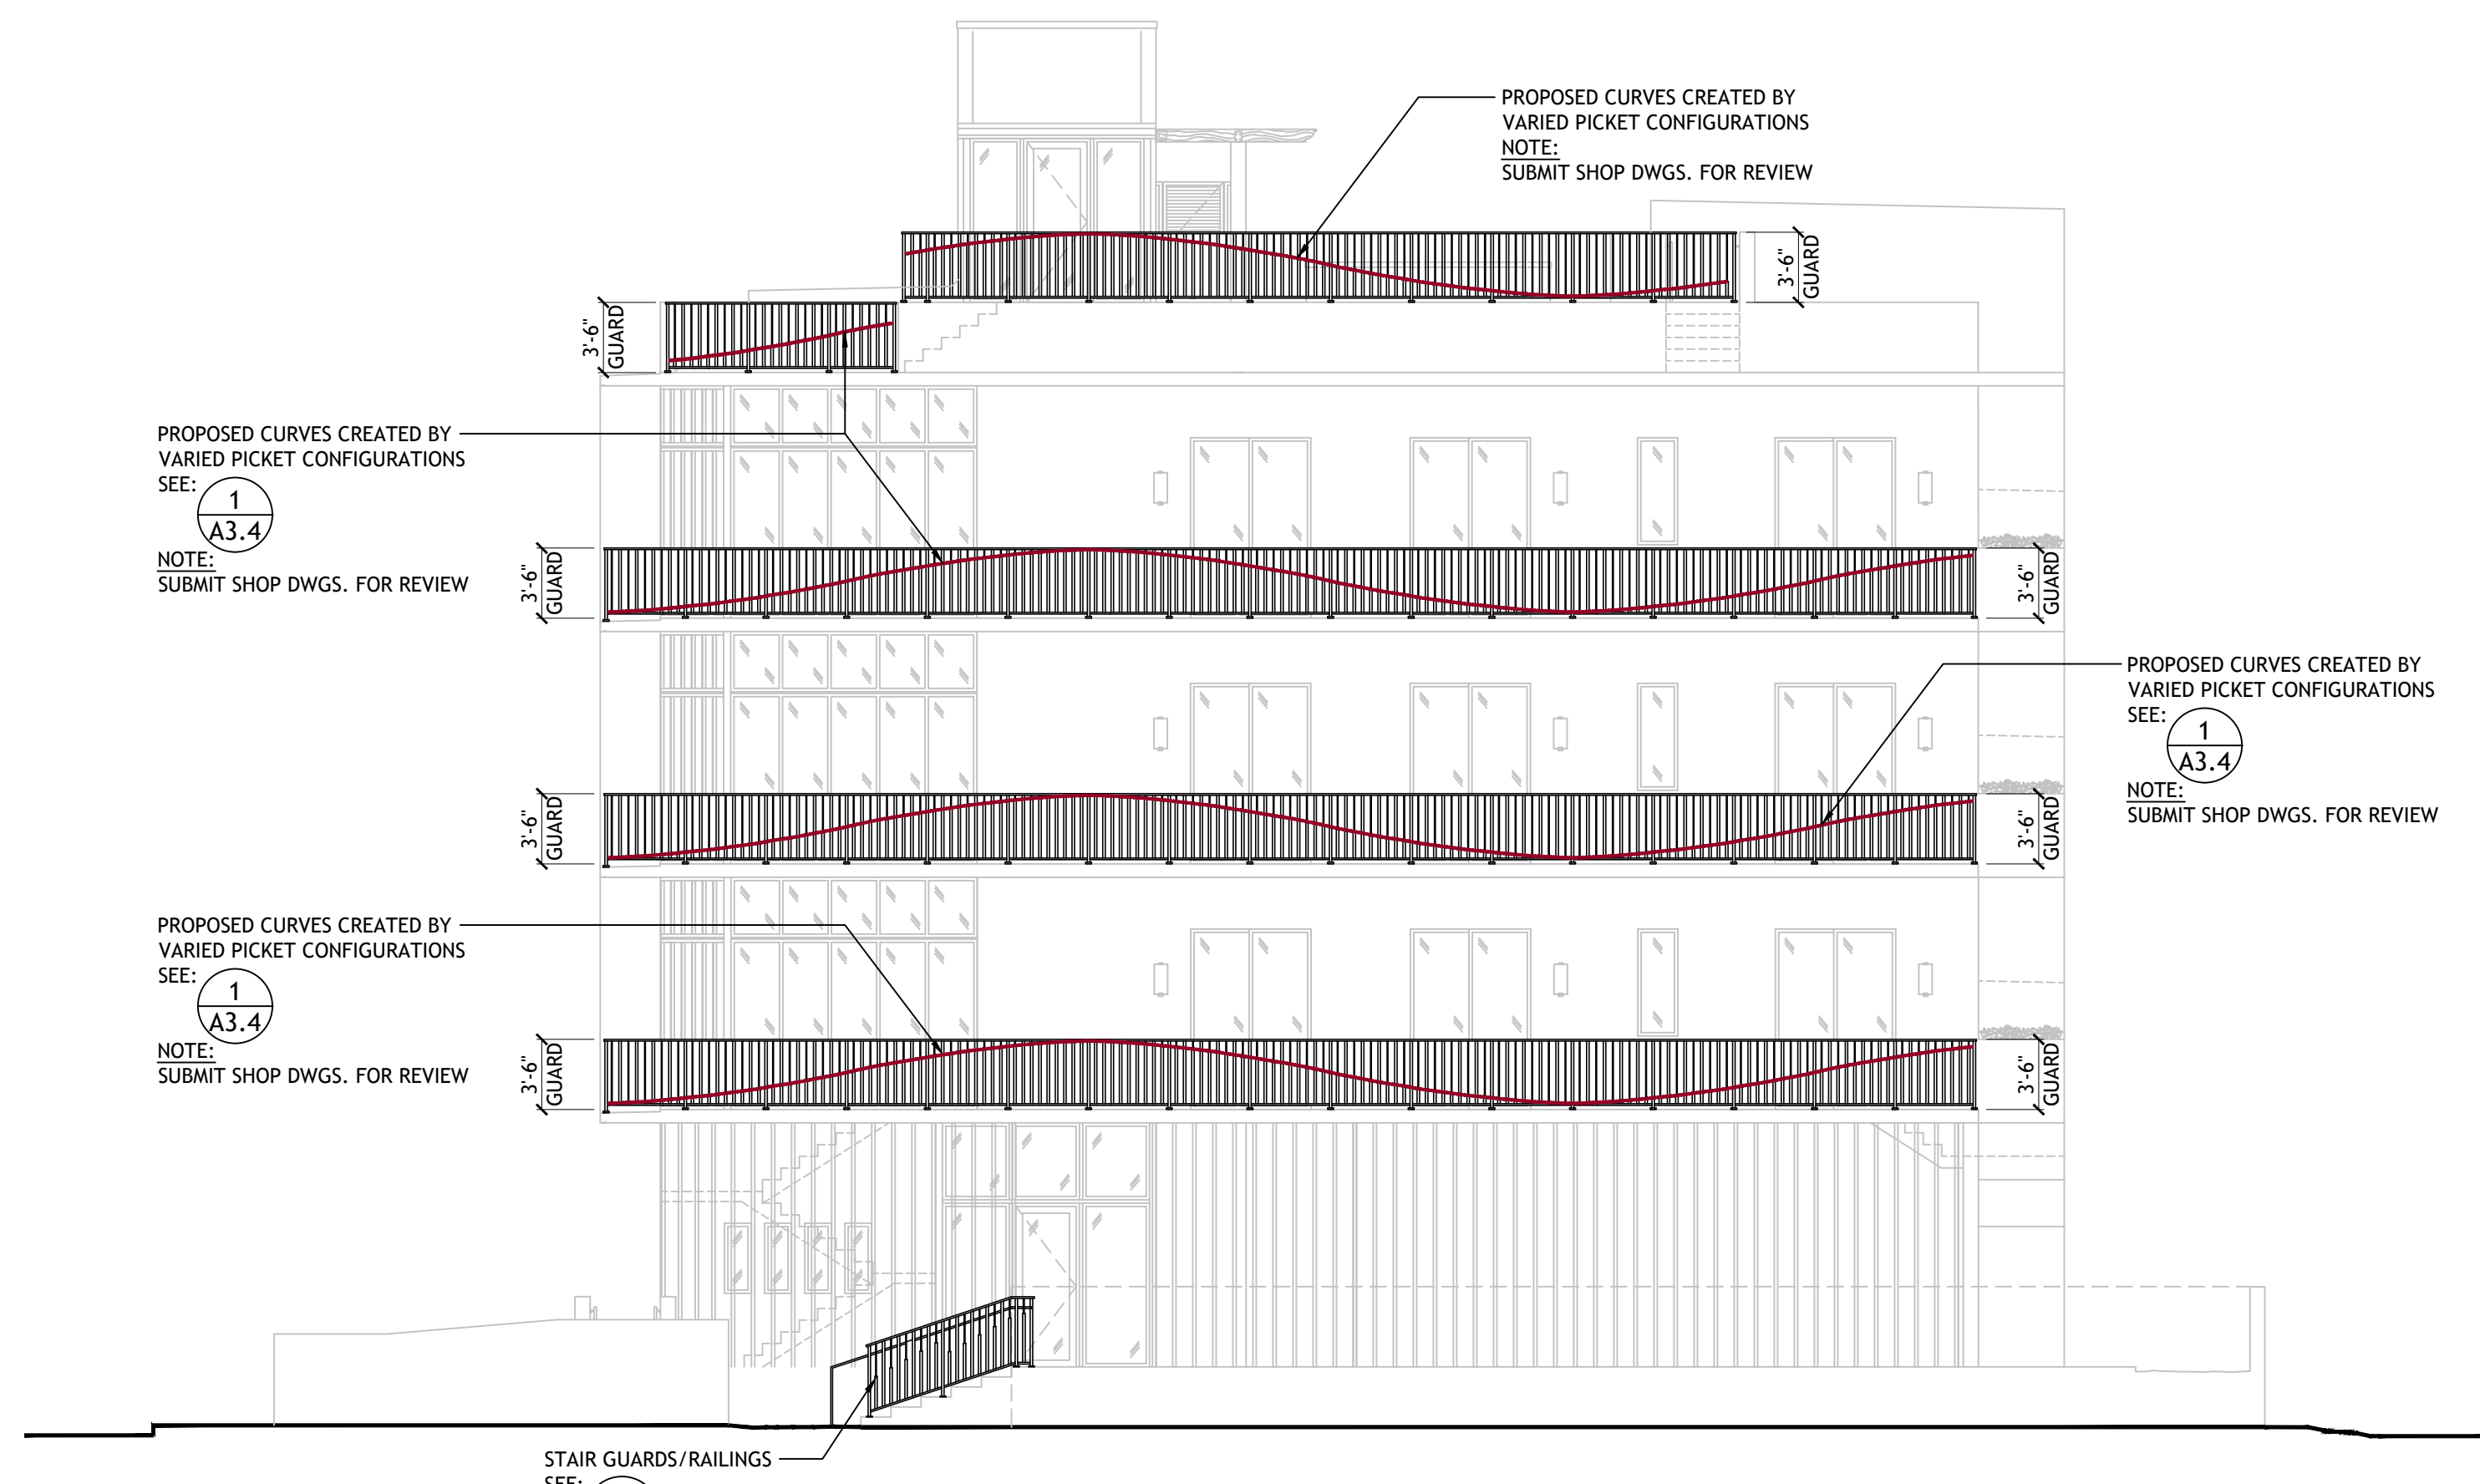 PROPOSED CURVES CREATED BY
VARIED PICKET CONFIGURATIONS
NOTE:
SUBMIT SHOP DWGS. FOR REVIEW
3'-6"
GUARD
3'-6"
GUARD
PROPOSED CURVES CREATED BY
VARIED PICKET CONFIGURATIONS
SEE:
1
A3.4
NOTE:
SUBMIT SHOP DWGS. FOR REVIEW
3'-6"
GUARD
3'-6"
GUARD
PROPOSED CURVES CREATED BY
VARIED PICKET CONFIGURATIONS
SEE:
1
A3.4
NOTE:
SUBMIT SHOP DWGS. FOR REVIEW
3'-6"
GUARD
3'-6"
GUARD
PROPOSED CURVES CREATED BY
VARIED PICKET CONFIGURATIONS
SEE:
1
A3.4
NOTE:
SUBMIT SHOP DWGS. FOR REVIEW
3'-6"
GUARD
3'-6"
GUARD
STAIR GUARDS/RAILINGS
SEE: